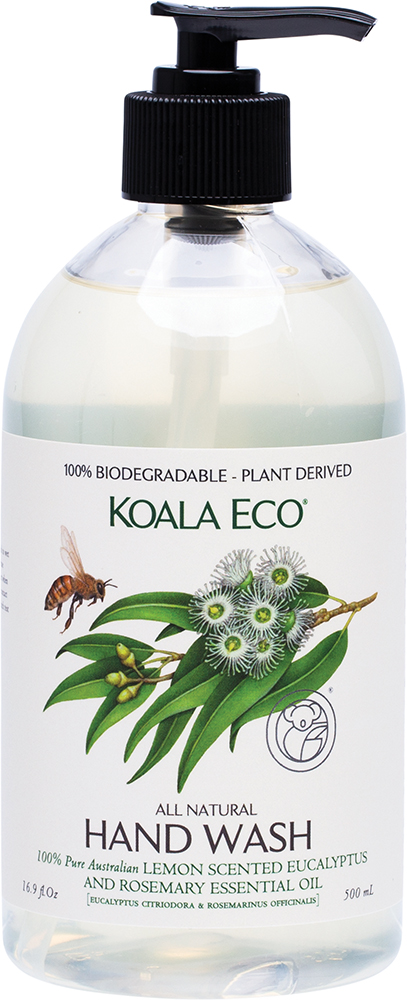 100% BIODEGRADABLE - PLANT DERIVED
KOALA ECO®
®
ALL NATURAL
HAND WASH
100% Pure Australian LEMON SCENTED EUCALYPTUS
AND ROSEMARY ESSENTIAL OIL
16.9 fl.Oz
[EUCALYPTUS CITRIODORA & ROSEMARINUS OFFICINALIS]
500 mL